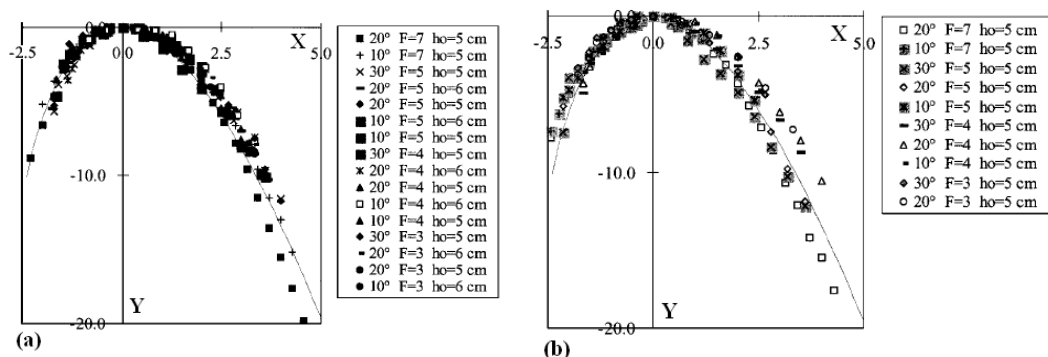 (a)
0.0
X
-2.5
0.0
2.5
5.0
-10.0
Y
-20.0
20° F=7 ho=5 cm
10° F=7 ho=5 cm
30° F=5 ho=5 cm
20° F=5 ho=6 cm
20° F=5 ho=5 cm
10° F=5 ho=6 cm
10° F=5 ho=5 cm
30° F=4 ho=5 cm
20° F=4 ho=6 cm
20° F=4 ho=5 cm
10° F=4 ho=6 cm
10° F=4 ho=5 cm
30° F=3 ho=5 cm
20° F=3 ho=6 cm
20° F=3 ho=5 cm
10° F=3 ho=6 cm
(b)
0.0
X
-2.5
0.0
2.5
5.0
-10.0
Y
-20.0
20° F=7 ho=5 cm
10° F=7 ho=5 cm
30° F=5 ho=5 cm
20° F=5 ho=5 cm
10° F=5 ho=5 cm
30° F=4 ho=5 cm
20° F=4 ho=5 cm
10° F=4 ho=5 cm
30° F=3 ho=5 cm
20° F=3 ho=5 cm